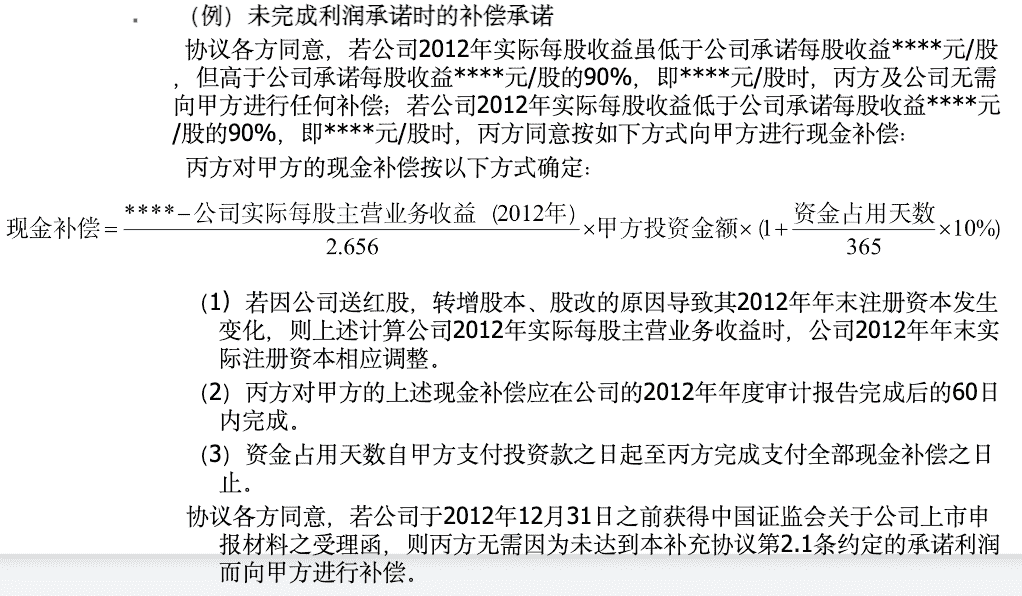 （例）未完成利润承诺时的补偿承诺
协议各方同意，若公司2012年实际每股收益虽低于公司承诺每股收益****元/股
，但高于公司承诺每股收益****元/股的90%，即****元/股时，丙方及公司无需
向甲方进行任何补偿；若公司2012年实际每股收益低于公司承诺每股收益****元
/股的90%，即****元/股时，丙方同意按如下方式向甲方进行现金补偿：
丙方对甲方的现金补偿按以下方式确定：
现金补偿=****-公司实际每股主营业务收益（2012年）/2.656×甲方投资金额×(1+资金占用天数/365×10%)
（1）若因公司送红股，转增股本、股改的原因导致其2012年年末注册资本发生
变化，则上述计算公司2012年实际每股主营业务收益时，公司2012年年末实
际注册资本相应调整。
（2）丙方对甲方的上述现金补偿应在公司的2012年年度审计报告完成后的60日
内完成。
（3）资金占用天数自甲方支付投资款之日起至丙方完成支付全部现金补偿之日
止。
协议各方同意，若公司于2012年12月31日之前获得中国证监会关于公司上市申
报材料之受理函，则丙方无需因为未达到本补充协议第2.1条约定的承诺利润
而向甲方进行补偿。